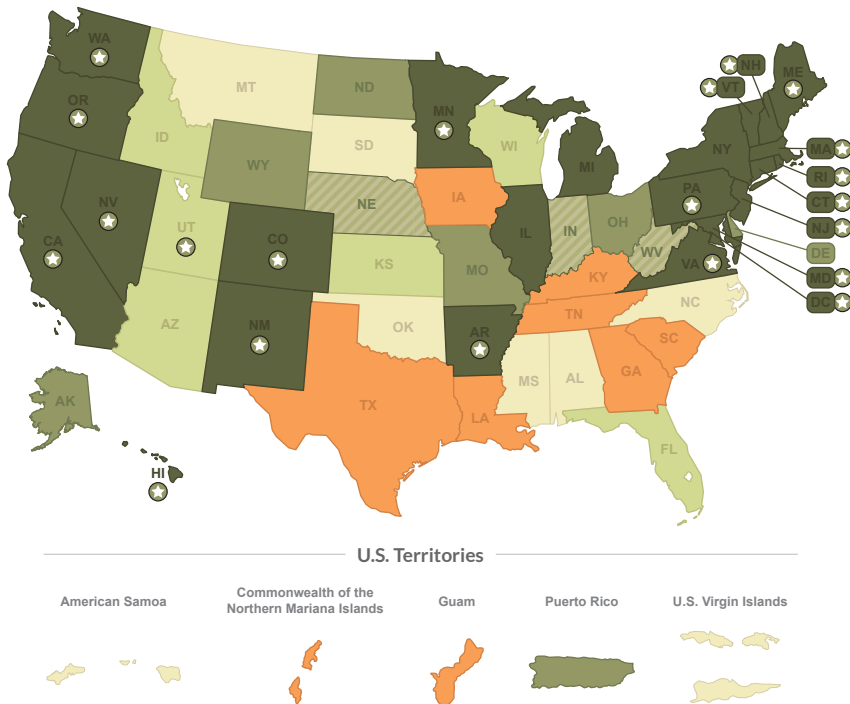 WA
NH
ME
VT
MT
ND
OR
MN
ID
WI
SD
NY
MA
MI
WY
RI
PA
IA
CT
NE
NV
OH
IL
IN
NJ
UT
WV
DE
CA
CO
VA
KS
MO
KY
MD
NC
DC
TN
AZ
NM
OK
AR
SC
GA
MS
AL
AK
TX
LA
FL
HI
U.S. Territories
American Samoa
Commonwealth of the
Northern Mariana Islands
Guam
Puerto Rico
U.S. Virgin Islands